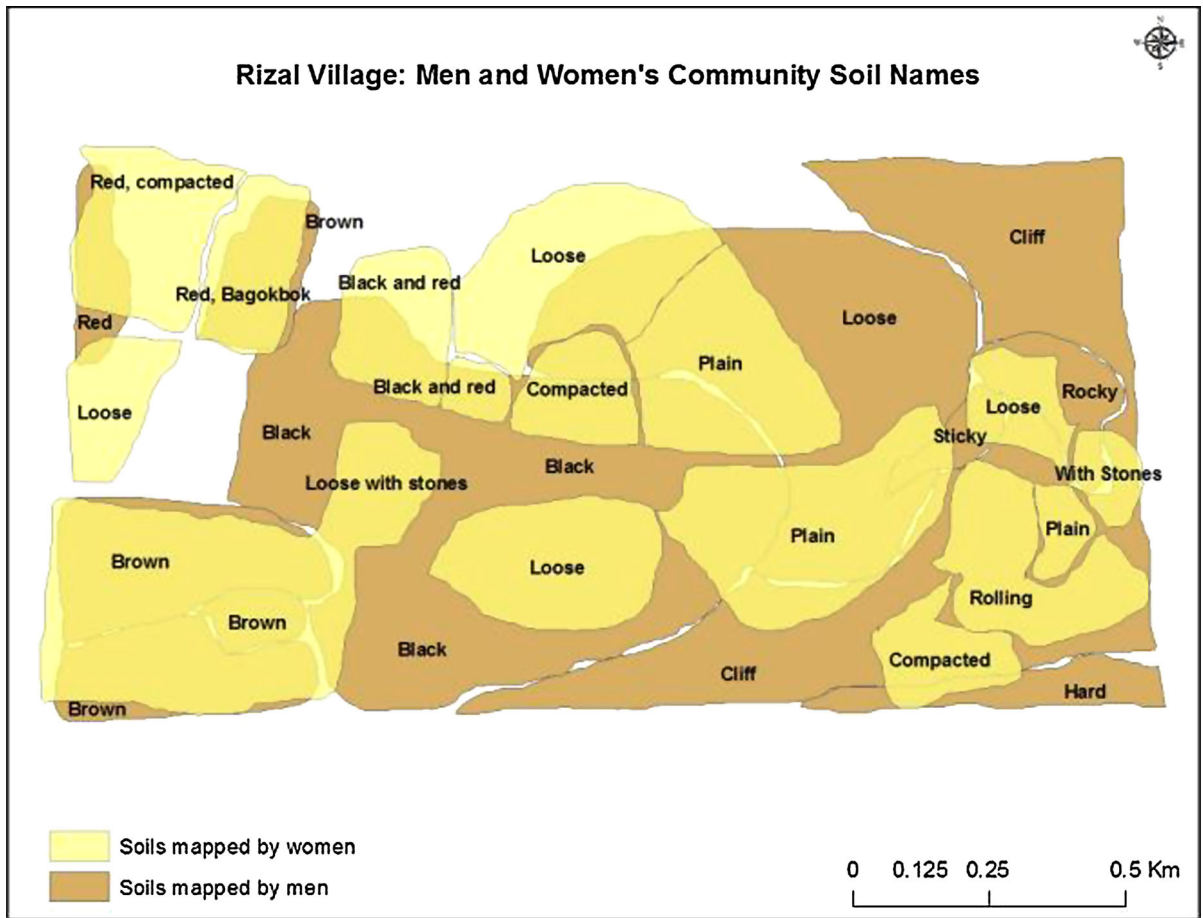 N
W
E
S
Rizal Village: Men and Women's Community Soil Names
Red, compacted
Brown
Cliff
Loose
Black and red
Red, Bagokbok
Red
Loose
Plain
Black and red
Compacted
Rocky
Loose
Loose
Black
Sticky
Black
With Stones
Loose with stones
Plain
Plain
Brown
Loose
Rolling
Brown
Black
Compacted
Cliff
Hard
Brown
Soils mapped by women
Soils mapped by men
0 0.125 0.25 0.5 Km